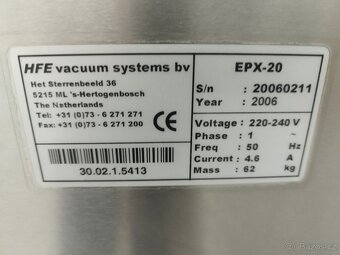 HFE vacuum systems bv
Het Sterrenbeeld 36
5215 ML 's-Hertogenbosch
The Netherlands
Tel: +31 (0)73 - 6 271 271
Fax: +31 (0)73 - 6 271 200
CE
30.02.1.5413
EPX-20
S/n : 20060211
Year : 2006
Voltage : 220-240 V
Phase : 1 ~
Freq : 50 Hz
Current : 4.6 A
Mass : 62 kg